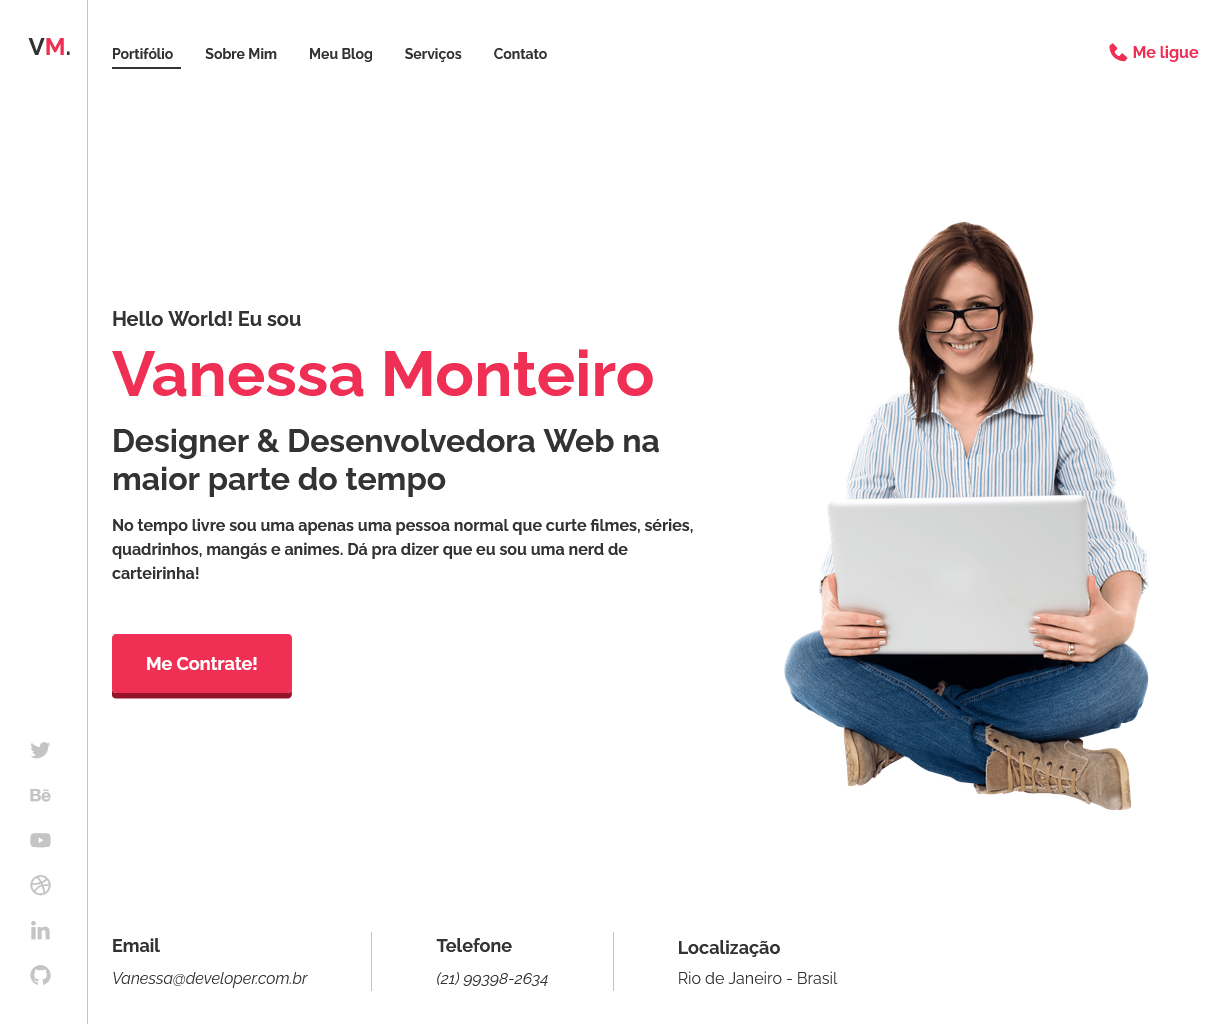 VM.
Portifólio
Sobre Mim
Meu Blog
Serviços
Contato
Me ligue
Hello World! Eu sou
Vanessa Monteiro
Designer & Desenvolvedora Web na
maior parte do tempo
No tempo livre sou uma apenas uma pessoa normal que curte filmes, séries,
quadrinhos, mangás e animes. Dá pra dizer que eu sou uma nerd de
carteirinha!
Me Contrate!
Bē
in
Email
Vanessa@developer.com.br
Telefone
(21) 99398-2634
Localização
Rio de Janeiro - Brasil